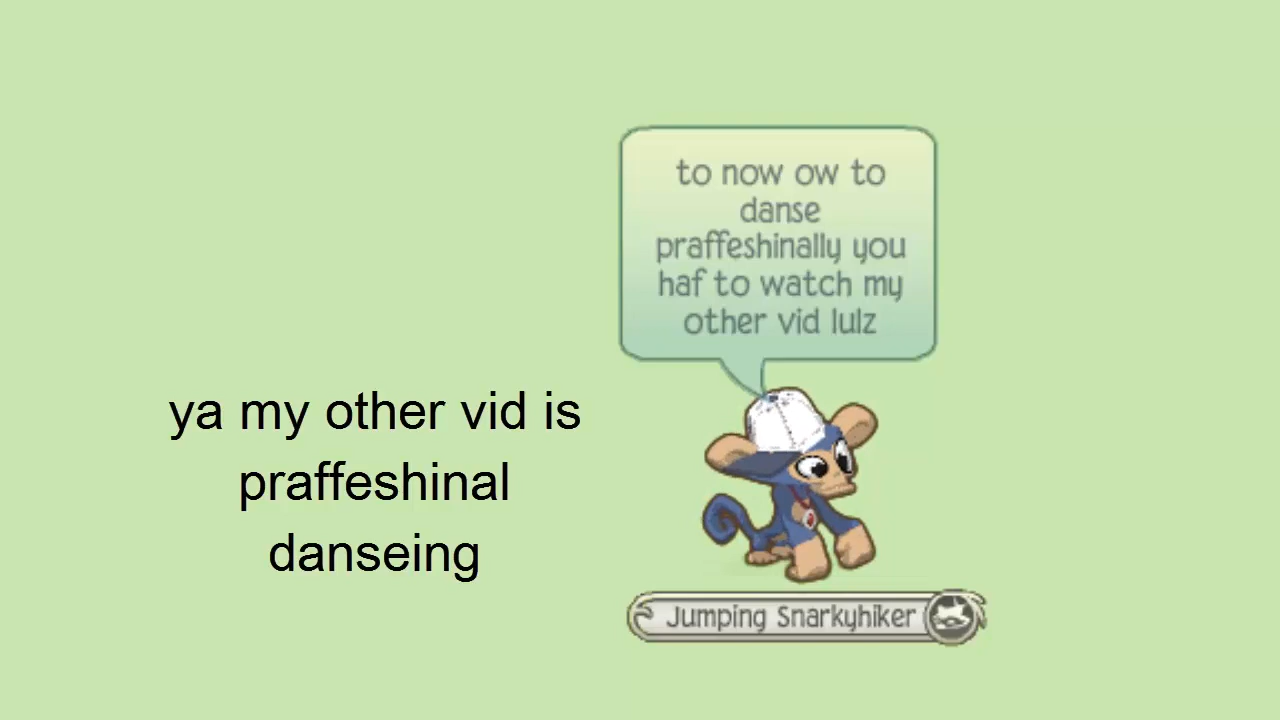 to now ow to
danse
praffeshinally you
haf to watch my
other vid lulz
ya my other vid is
praffeshinal
danseing
Jumping Snarkyhiker